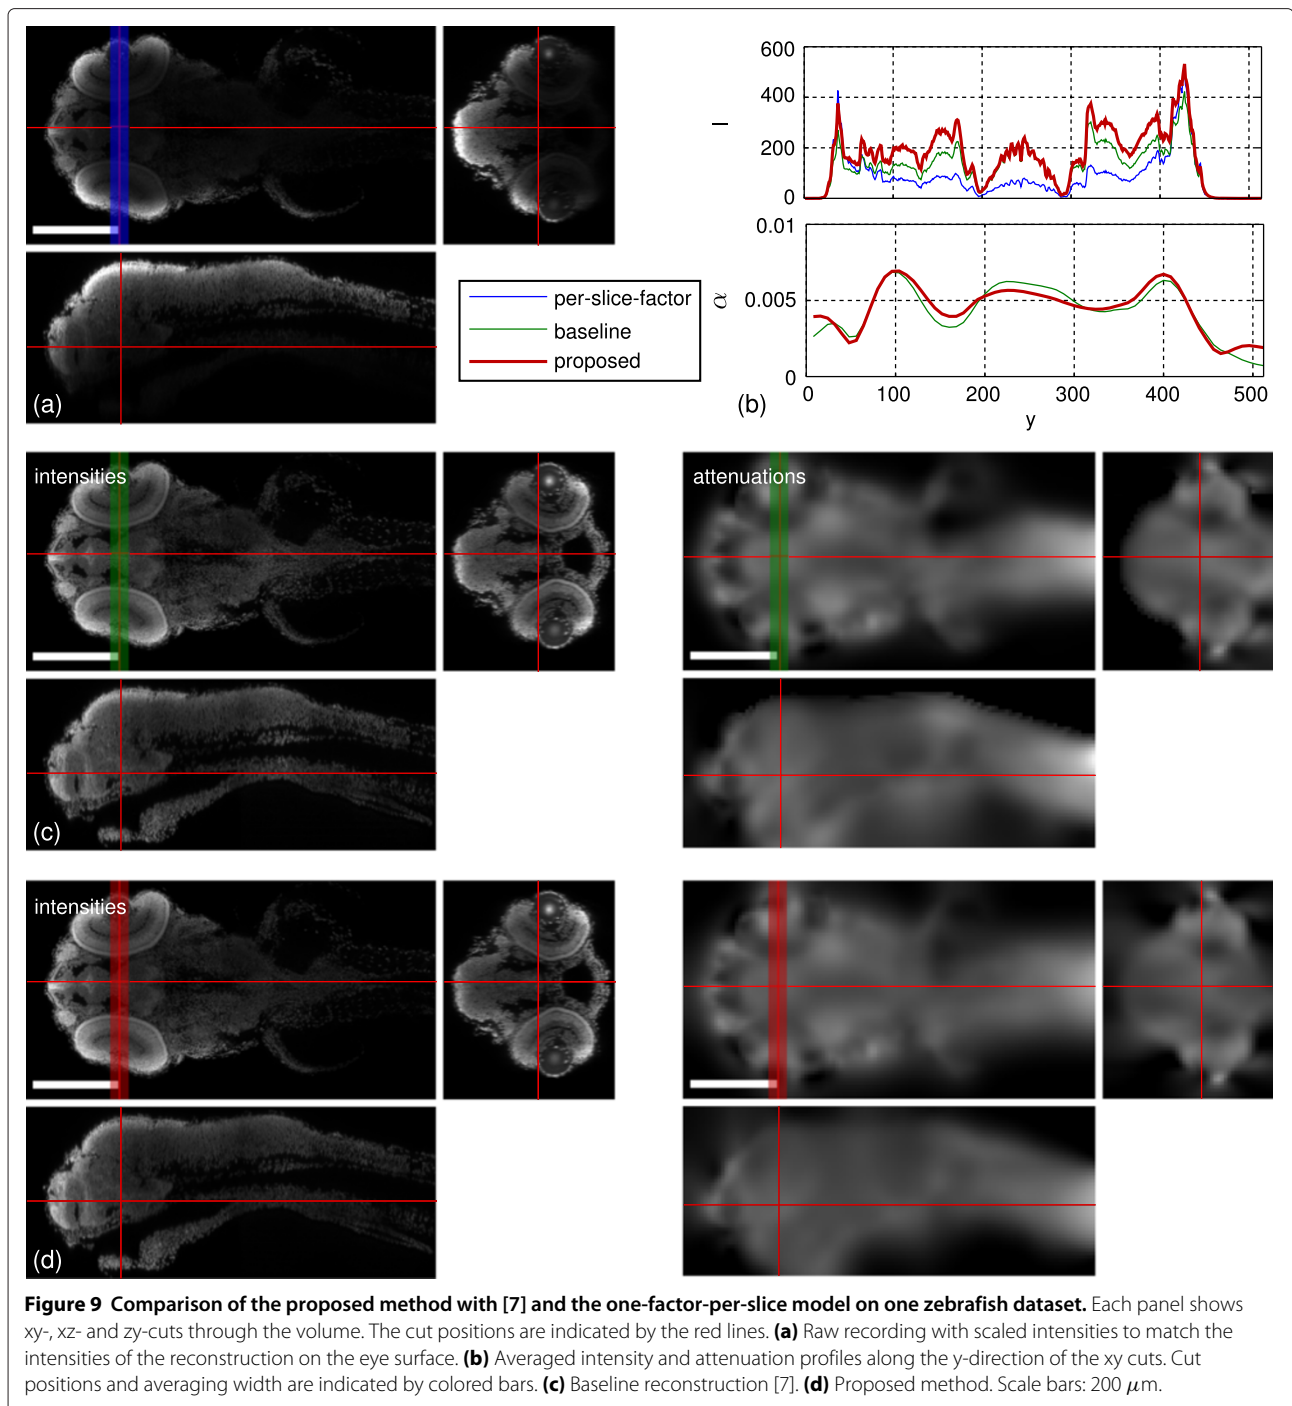 (a)
per-slice-factor
baseline
proposed
600
400
200
0
I
0.01
0.005
0
α
0 100 200 300 400 500
y
(b)
intensities
attenuations
(c)
intensities
(d)
Figure 9 Comparison of the proposed method with [7] and the one-factor-per-slice model on one zebrafish dataset. Each panel shows
xy-, xz- and zy-cuts through the volume. The cut positions are indicated by the red lines. (a) Raw recording with scaled intensities to match the
intensities of the reconstruction on the eye surface. (b) Averaged intensity and attenuation profiles along the y-direction of the xy cuts. Cut
positions and averaging width are indicated by colored bars. (c) Baseline reconstruction [7]. (d) Proposed method. Scale bars: 200 μm.